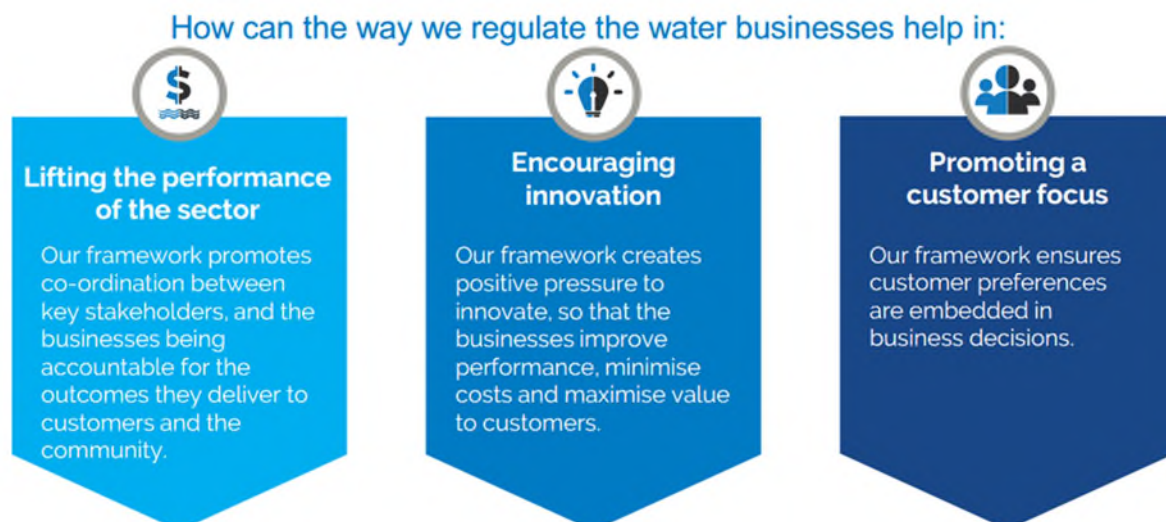 How can the way we regulate the water businesses help in:
Lifting the performance
of the sector
Our framework promotes
co-ordination between
key stakeholders, and the
businesses being
accountable for the
outcomes they deliver to
customers and the
community.
Encouraging
innovation
Our framework creates
positive pressure to
innovate, so that the
businesses improve
performance, minimise
costs and maximise value
to customers.
Promoting a
customer focus
Our framework ensures
customer preferences
are embedded in
business decisions.